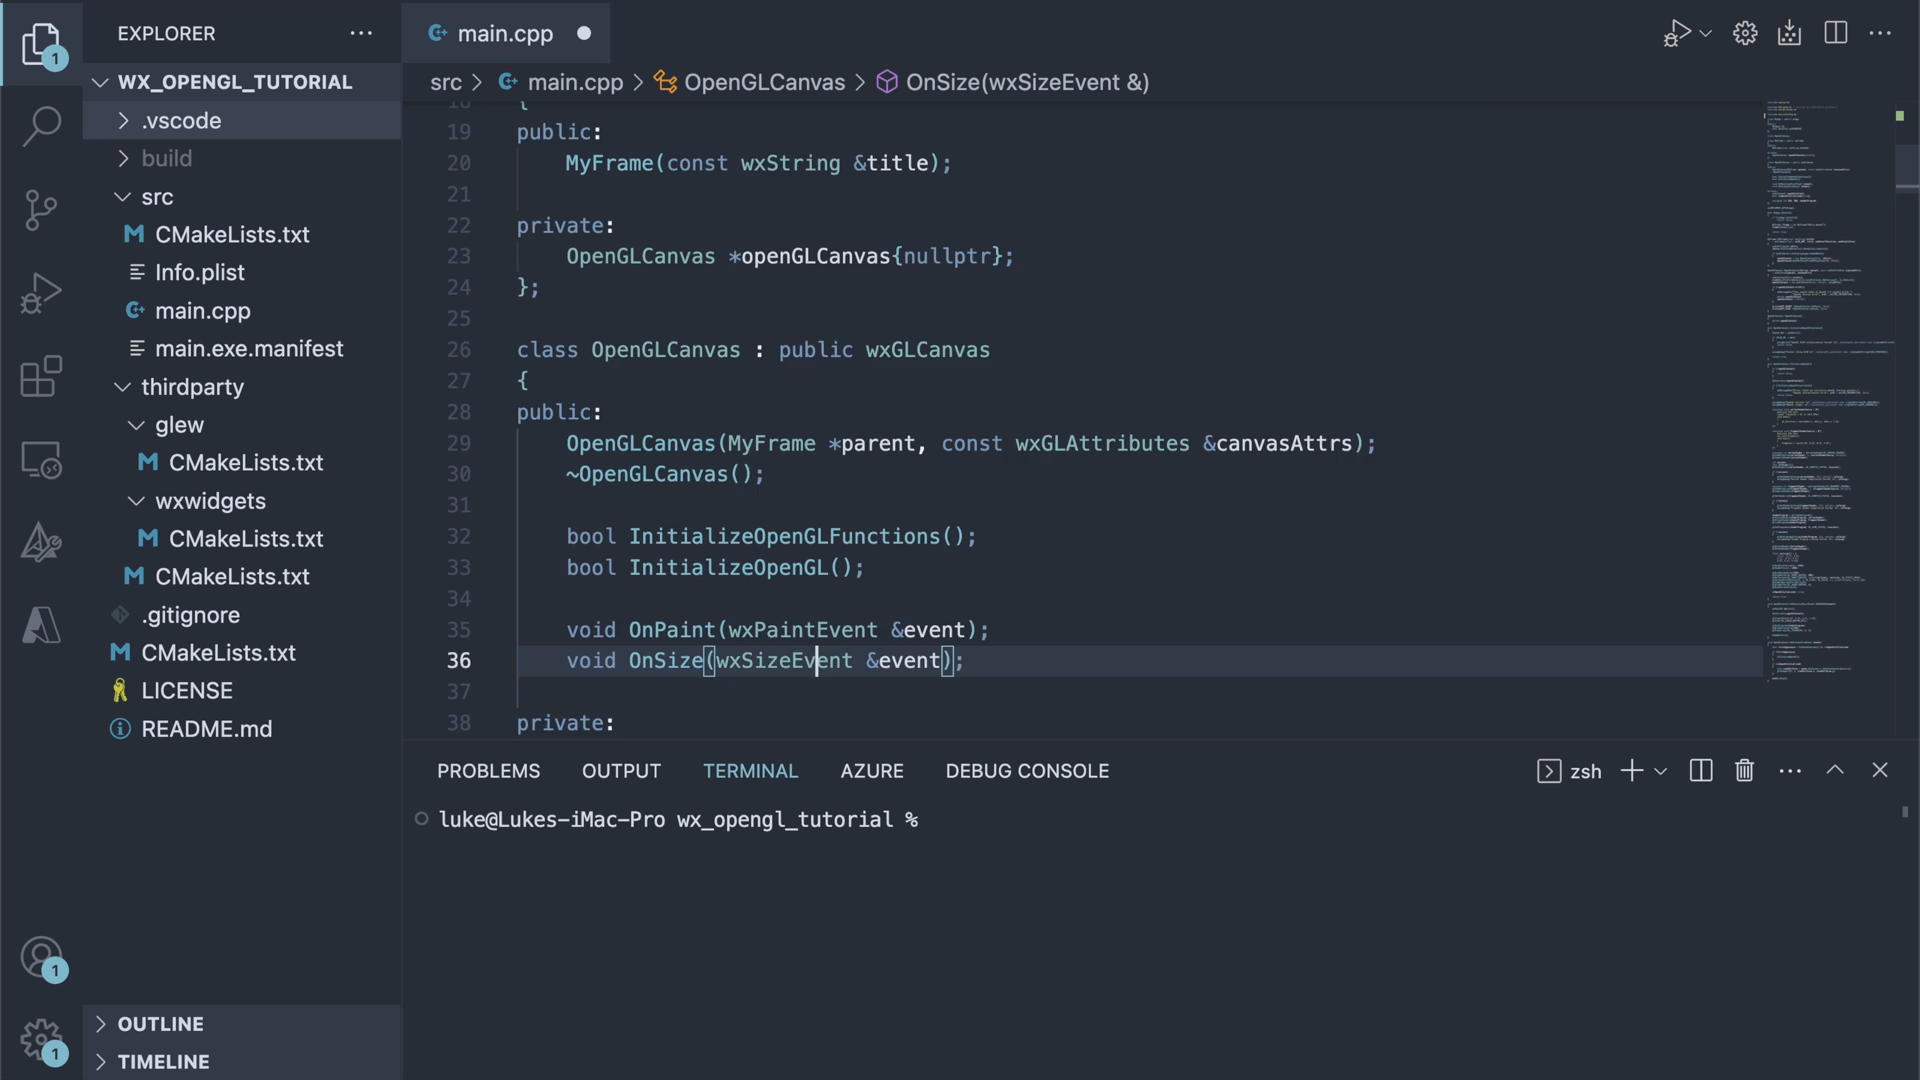 EXPLORER
WX_OPENGL_TUTORIAL
.vscode
build
src
CMakeLists.txt
Info.plist
main.cpp
main.exe.manifest
thirdparty
glew
CMakeLists.txt
wxwidgets
CMakeLists.txt
CMakeLists.txt
.gitignore
CMakeLists.txt
LICENSE
README.md
OUTLINE
TIMELINE
1
1
1
main.cpp
src > main.cpp > OpenGLCanvas > OnSize(wxSizeEvent &)
18 {
19 public:
20 MyFrame(const wxString &title);
21
22 private:
23 OpenGLCanvas *openGLCanvas{nullptr};
24 };
25
26 class OpenGLCanvas : public wxGLCanvas
27 {
28 public:
29 OpenGLCanvas(MyFrame *parent, const wxGLAttributes &canvasAttrs);
30 ~OpenGLCanvas();
31
32 bool InitializeOpenGLFunctions();
33 bool InitializeOpenGL();
34
35 void OnPaint(wxPaintEvent &event);
36 void OnSize(wxSizeEvent &event);
37
38 private:
PROBLEMS OUTPUT TERMINAL AZURE DEBUG CONSOLE zsh
luke@Lukes-iMac-Pro wx_opengl_tutorial %